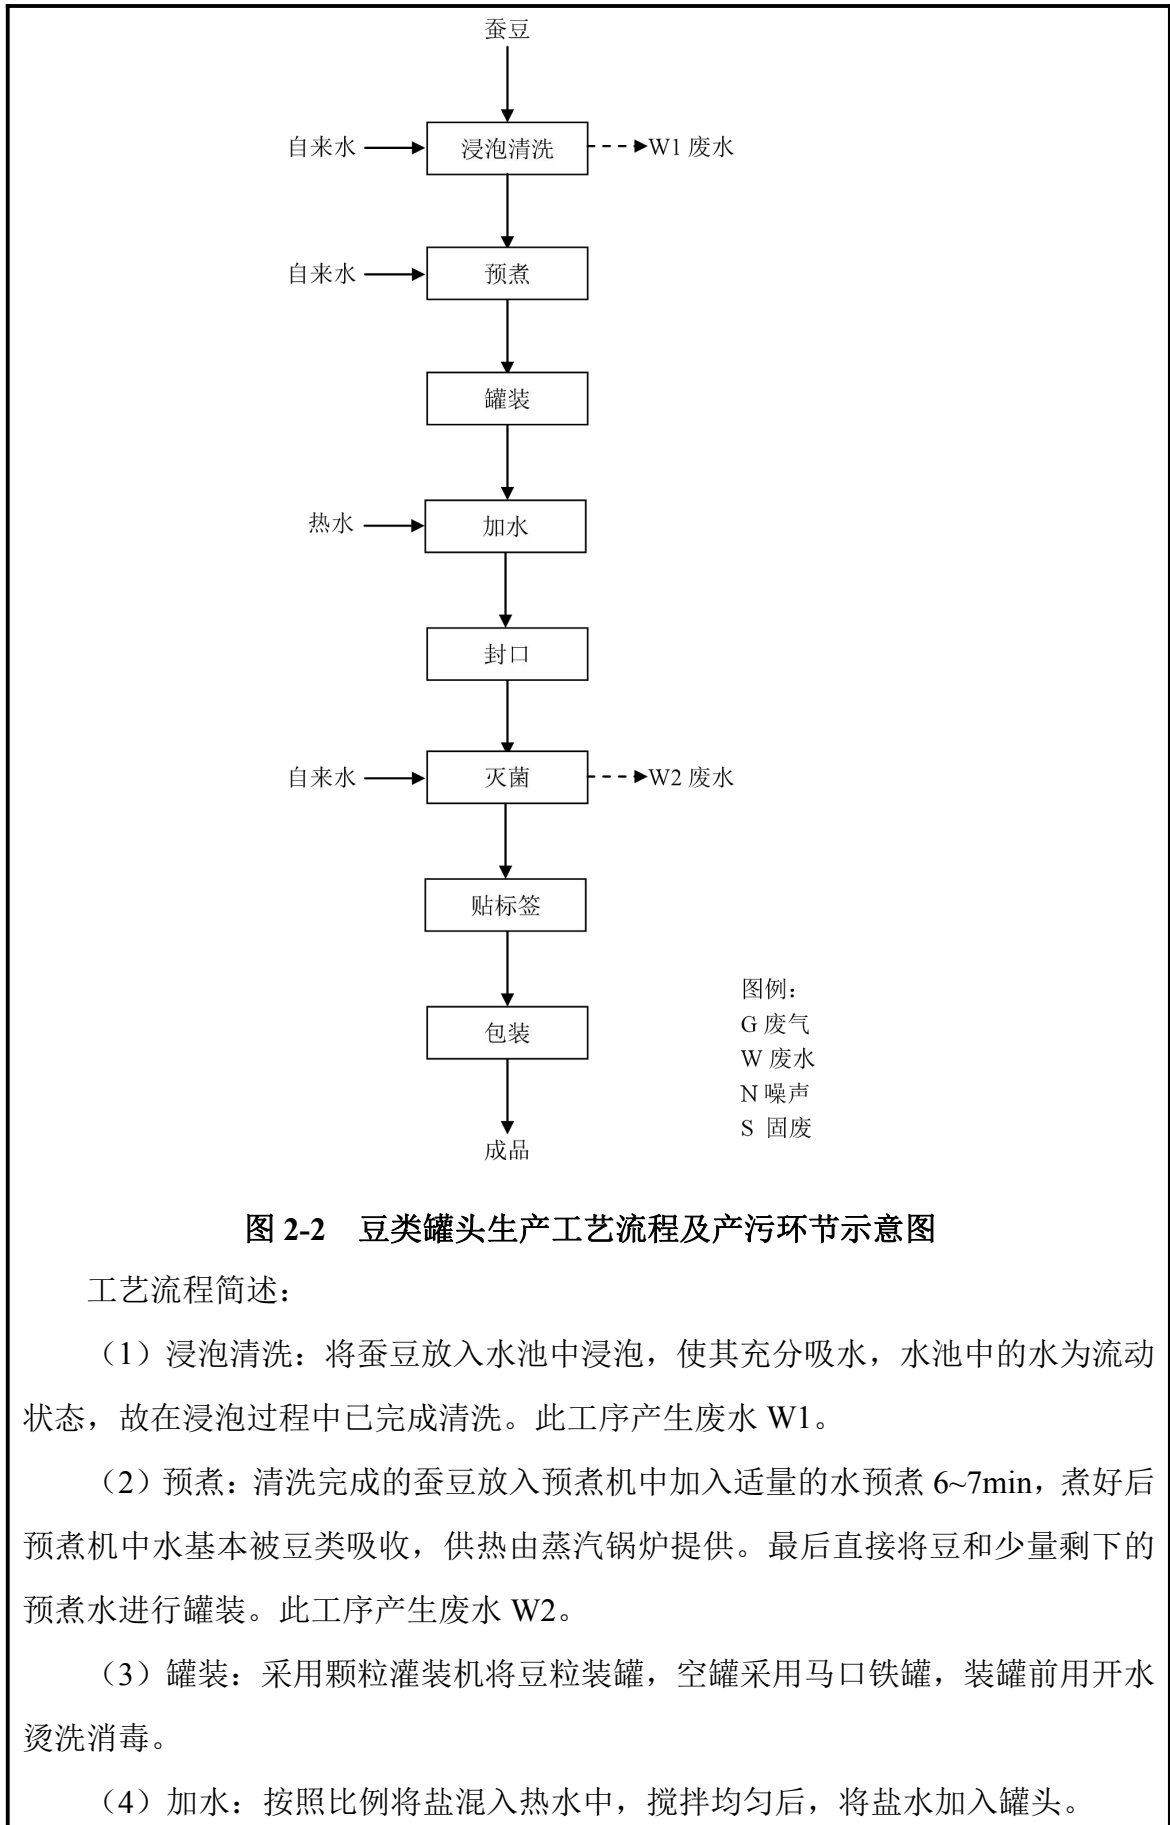 蚕豆
自来水 浸泡清洗 W1 废水
自来水 预煮
罐装
热水 加水
封口
自来水 灭菌 W2 废水
贴标签
包装
图例：
G 废气
W 废水
N 噪声
S 固废
成品
图 2-2 豆类罐头生产工艺流程及产污环节示意图
工艺流程简述：
（1）浸泡清洗：将蚕豆放入水池中浸泡，使其充分吸水，水池中的水为流动
状态，故在浸泡过程中已完成清洗。此工序产生废水 W1。
（2）预煮：清洗完成的蚕豆放入预煮机中加入适量的水预煮 6~7min，煮好后
预煮机中水基本被豆类吸收，供热由蒸汽锅炉提供。最后直接将豆和少量剩下的
预煮水进行罐装。此工序产生废水 W2。
（3）罐装：采用颗粒灌装机将豆粒装罐，空罐采用马口铁罐，装罐前用开水
烫洗消毒。
（4）加水：按照比例将盐混入热水中，搅拌均匀后，将盐水加入罐头。